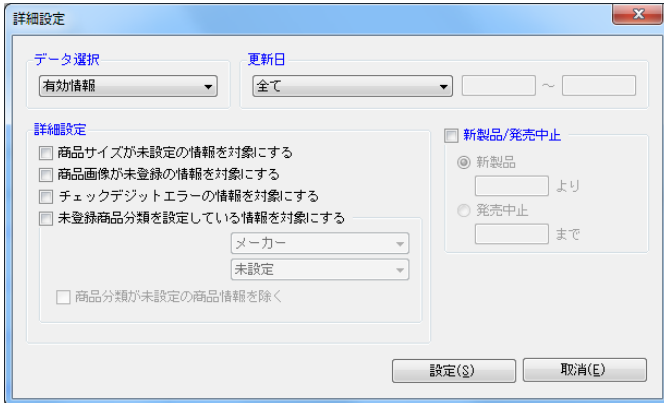 詳細設定
データ選択
有効情報
更新日
全て
～
詳細設定
商品サイズが未設定の情報を対象にする
商品画像が未登録の情報を対象にする
チェックデジットエラーの情報を対象にする
未登録商品分類を設定している情報を対象にする
メーカー
未設定
商品分類が未設定の商品情報を除く
新製品/発売中止
新製品
より
発売中止
まで
設定(S)
取消(E)